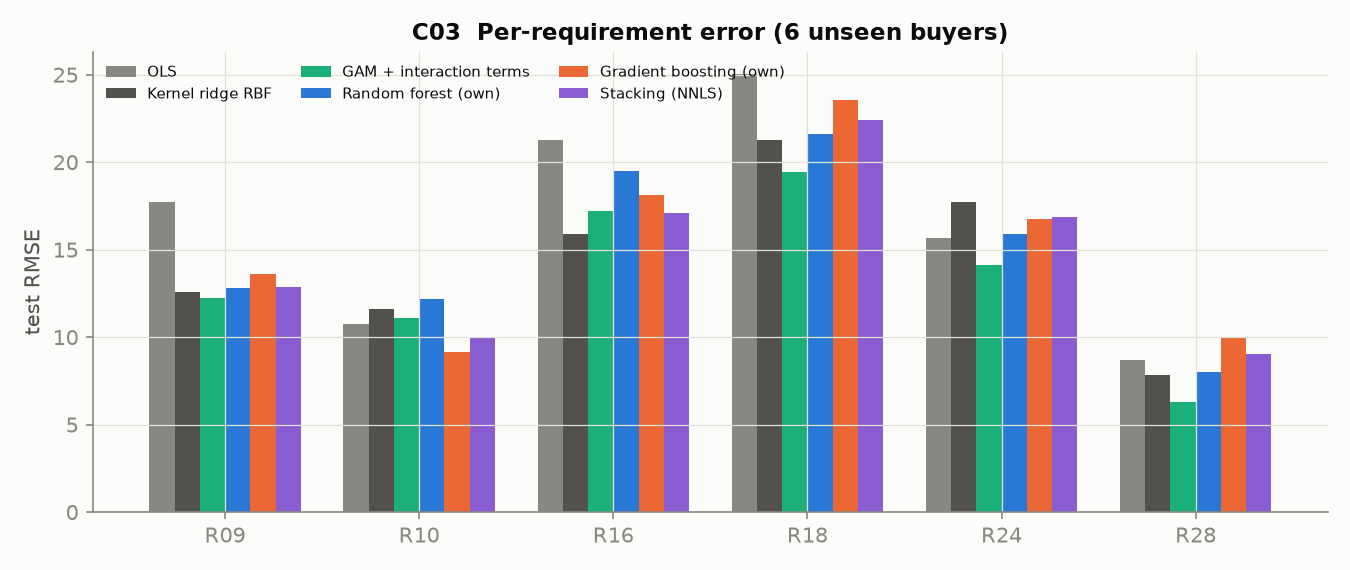 C03  Per-requirement error (6 unseen buyers)
OLS
Kernel ridge RBF
GAM + interaction terms
Random forest (own)
Gradient boosting (own)
Stacking (NNLS)
test RMSE
25
20
15
10
5
0
R09 R10 R16 R18 R24 R28